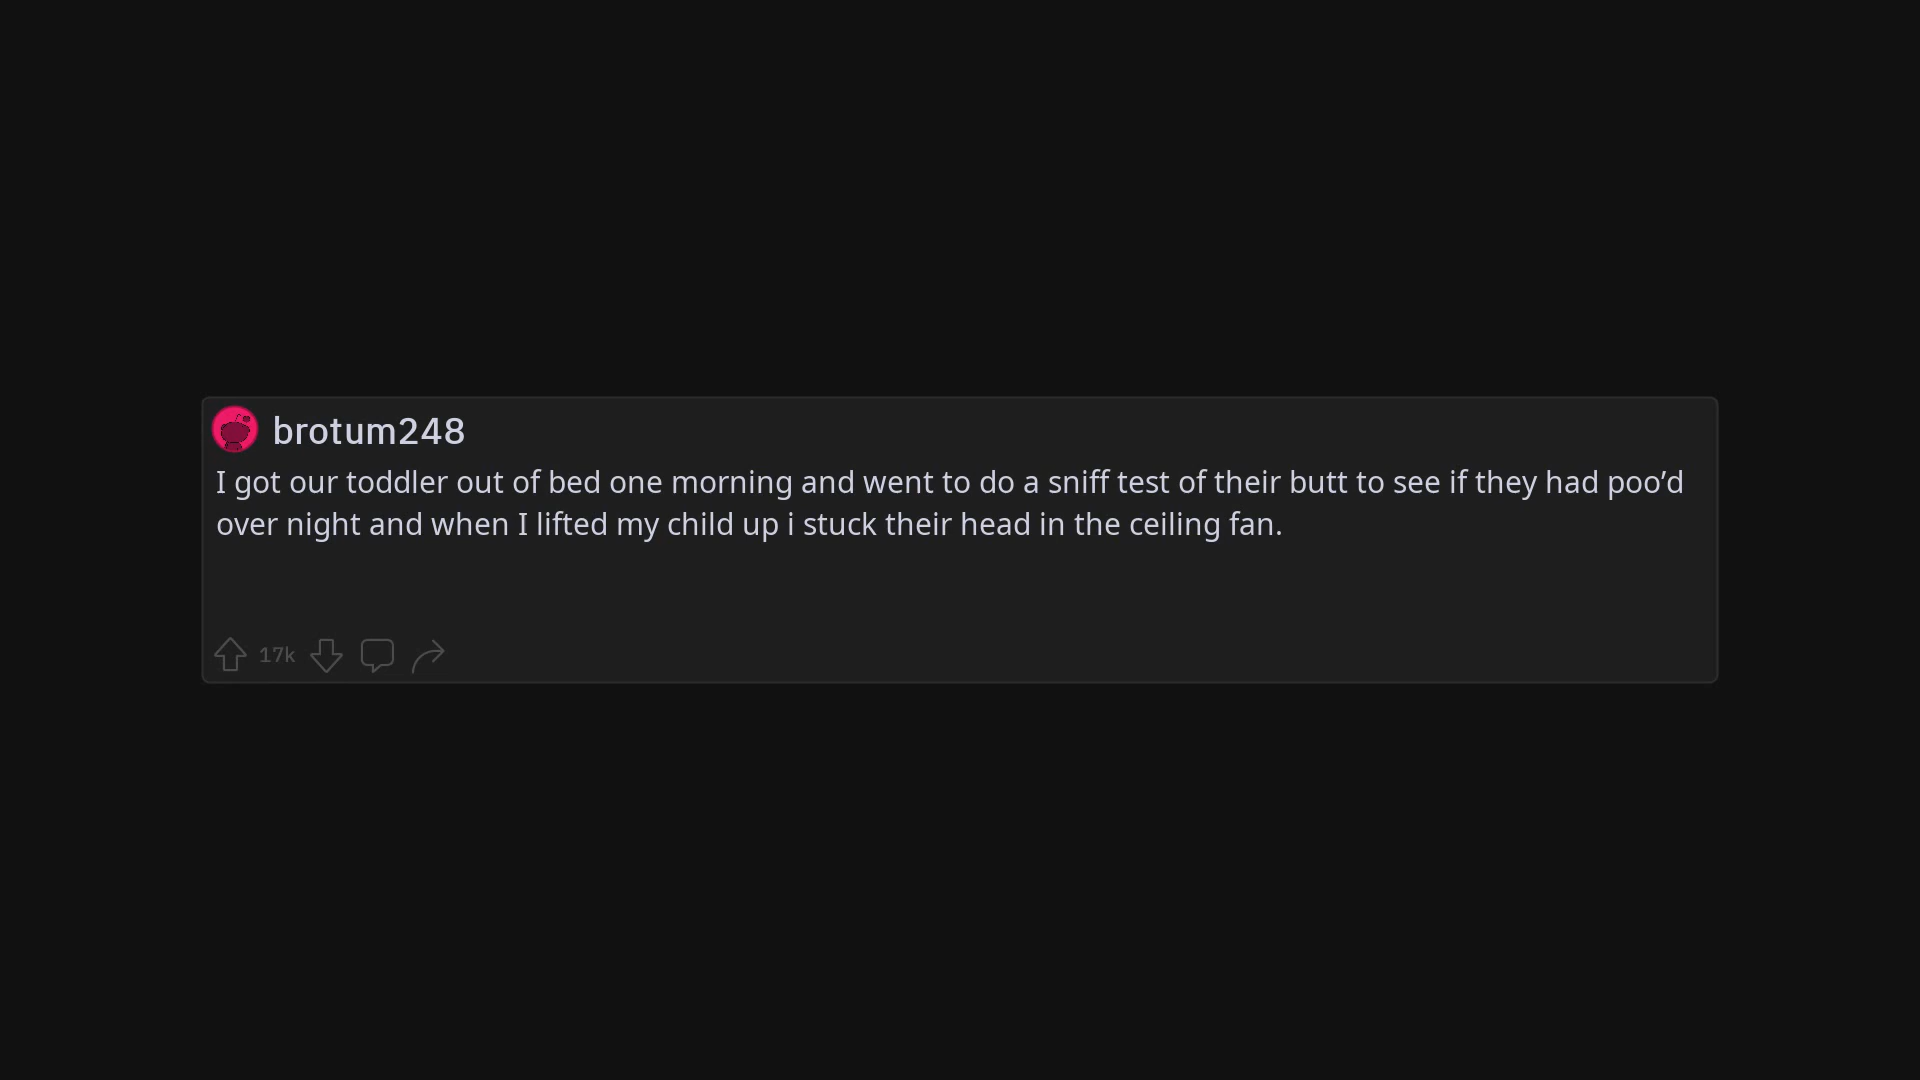 brotum248
I got our toddler out of bed one morning and went to do a sniff test of their butt to see if they had poo’d
over night and when I lifted my child up i stuck their head in the ceiling fan.
17k